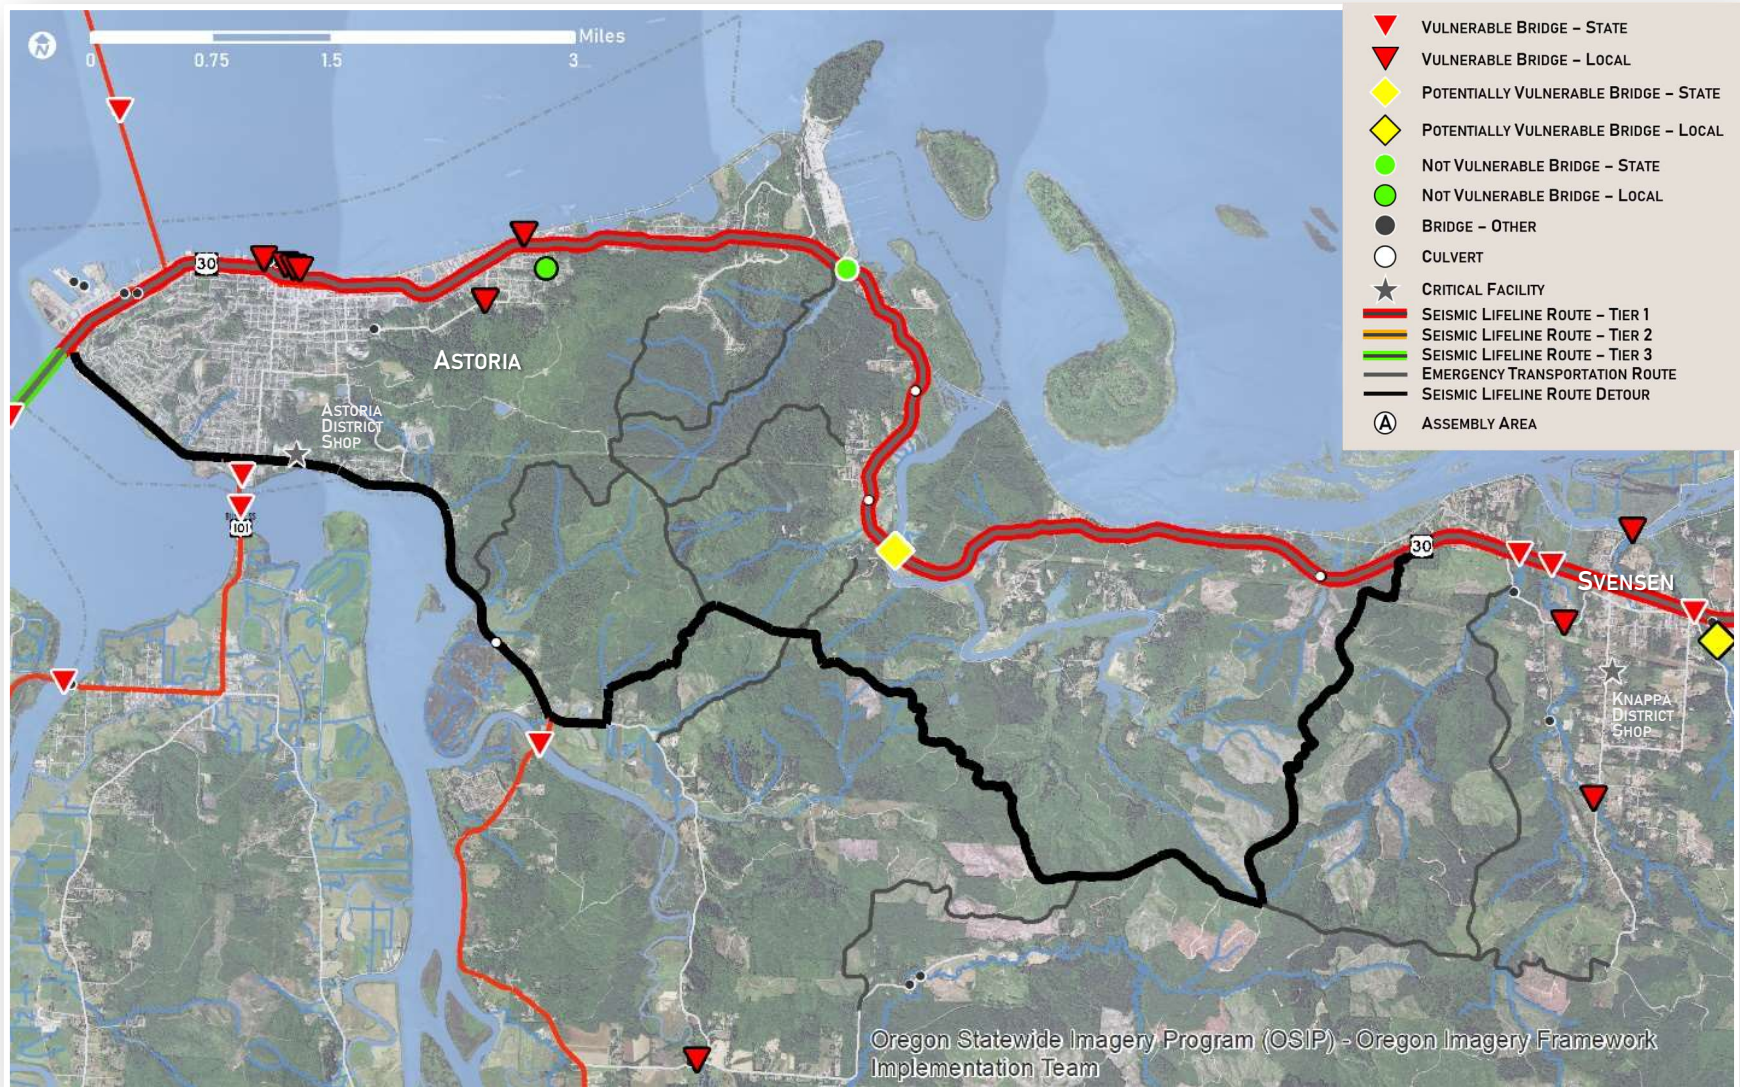 N
Miles
0 0.75 1.5 3
VULNERABLE BRIDGE – STATE
VULNERABLE BRIDGE – LOCAL
POTENTIALLY VULNERABLE BRIDGE – STATE
POTENTIALLY VULNERABLE BRIDGE – LOCAL
NOT VULNERABLE BRIDGE – STATE
NOT VULNERABLE BRIDGE – LOCAL
BRIDGE – OTHER
CULVERT
CRITICAL FACILITY
SEISMIC LIFELINE ROUTE – TIER 1
SEISMIC LIFELINE ROUTE – TIER 2
SEISMIC LIFELINE ROUTE – TIER 3
EMERGENCY TRANSPORTATION ROUTE
SEISMIC LIFELINE ROUTE DETOUR
A ASSEMBLY AREA
30
ASTORIA
ASTORIA
DISTRICT
SHOP
101
30
SVENSEN
KNAPPA
DISTRICT
SHOP
Oregon Statewide Imagery Program (OSIP) - Oregon Imagery Framework
Implementation Team